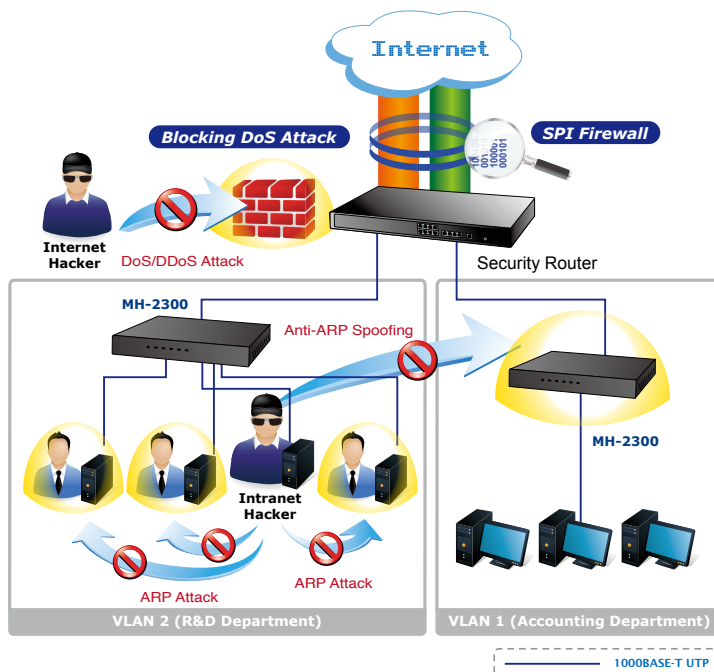 Internet
Blocking DoS Attack
SPI Firewall
1000101
Internet
Hacker
DoS/DDoS Attack
Security Router
MH-2300
Anti-ARP Spoofing
MH-2300
Intranet
Hacker
ARP Attack
ARP Attack
VLAN 2 (R&D Department)
VLAN 1 (Accounting Department)
1000BASE-T UTP